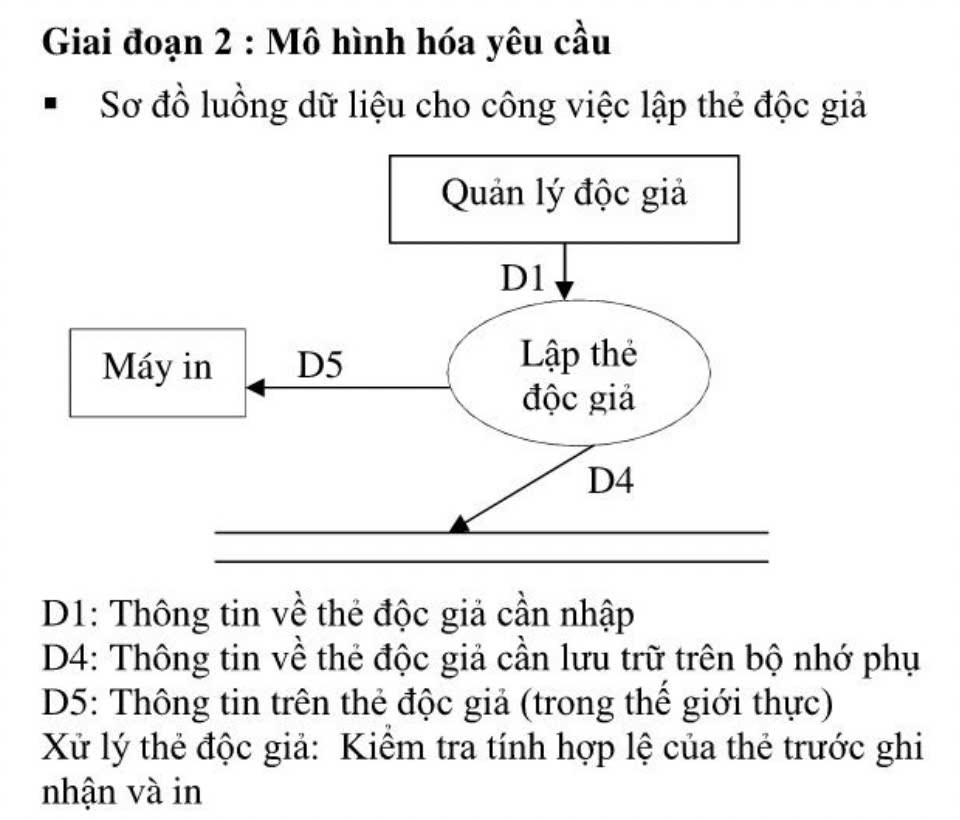 Giai đoạn 2 : Mô hình hóa yêu cầu
▪ Sơ đồ luồng dữ liệu cho công việc lập thẻ độc giả
Quản lý độc giả
D1
Máy in
D5
Lập thẻ
độc giả
D4
D1: Thông tin về thẻ độc giả cần nhập
D4: Thông tin về thẻ độc giả cần lưu trữ trên bộ nhớ phụ
D5: Thông tin trên thẻ độc giả (trong thế giới thực)
Xử lý thẻ độc giả: Kiểm tra tính hợp lệ của thẻ trước ghi
nhận và in